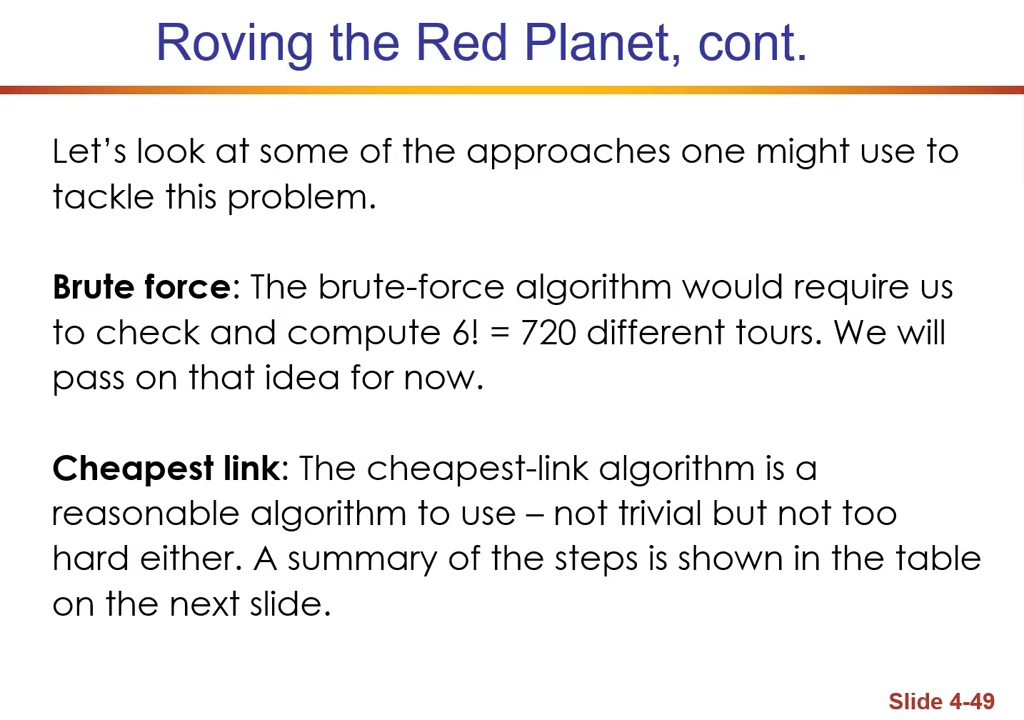 Roving the Red Planet, cont.
Let’s look at some of the approaches one might use to
tackle this problem.
Brute force: The brute-force algorithm would require us
to check and compute 6! = 720 different tours. We will
pass on that idea for now.
Cheapest link: The cheapest-link algorithm is a
reasonable algorithm to use – not trivial but not too
hard either. A summary of the steps is shown in the table
on the next slide.
Slide 4-49